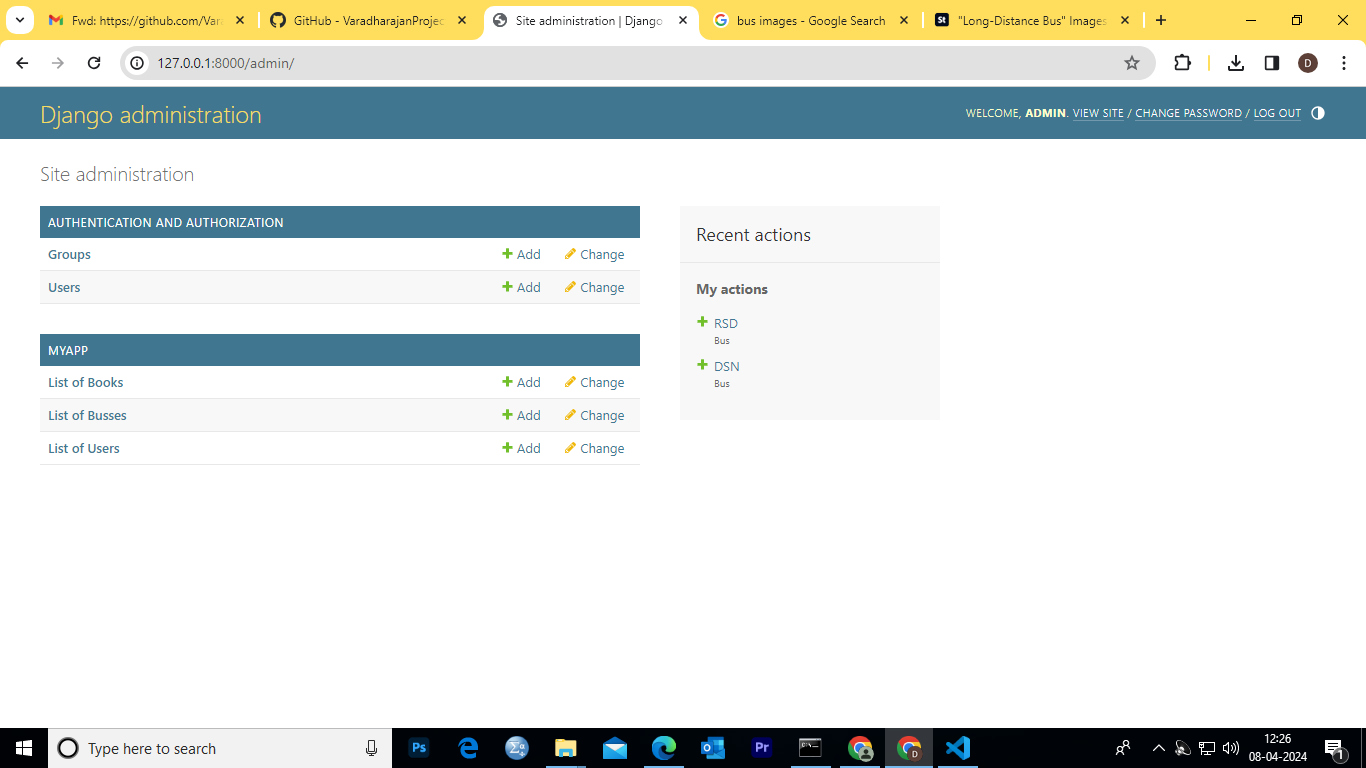 Fwd: https://github.com/Vara
GitHub - VaradharajanProjec
Site administration | Django
bus images - Google Search
"Long-Distance Bus" Images
127.0.0.1:8000/admin/
D
Django administration
WELCOME, ADMIN. VIEW SITE / CHANGE PASSWORD / LOG OUT
Site administration
AUTHENTICATION AND AUTHORIZATION
Groups Add Change
Users Add Change
MYAPP
List of Books Add Change
List of Busses Add Change
List of Users Add Change
Recent actions
My actions
RSD
Bus
DSN
Bus
Type here to search
Ps
Pr
12:26
08-04-2024
1